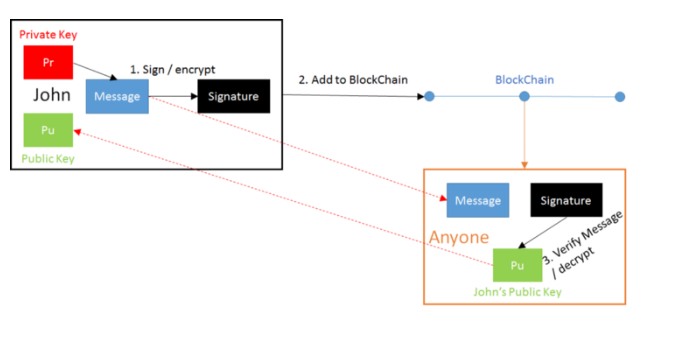 Private Key
Pr
1. Sign / encrypt
John
Message
Signature
Pu
Public Key
2. Add to BlockChain
BlockChain
Message
Signature
Anyone
3. Verify Message
/ decrypt
Pu
John's Public Key